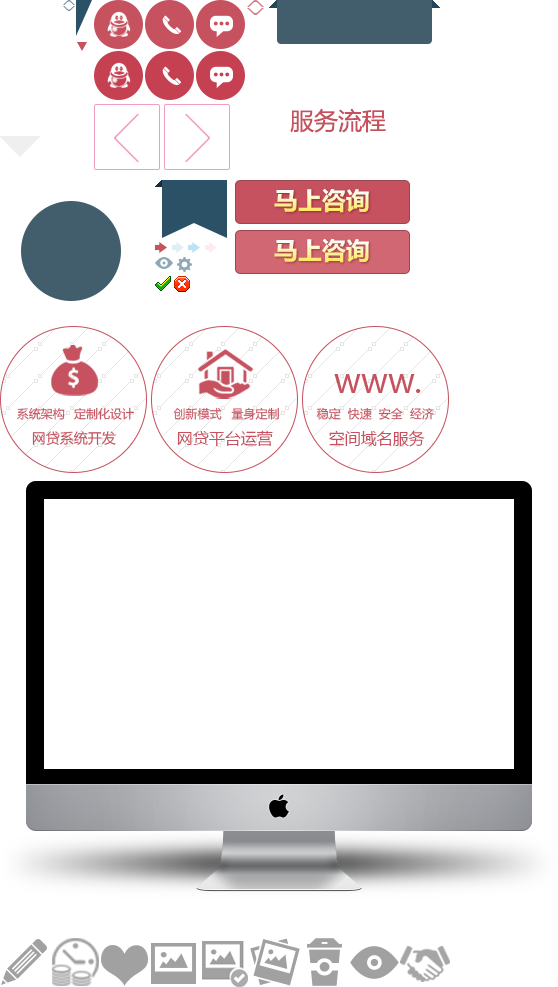 服务流程
马上咨询
马上咨询
系统架构 定制化设计
网贷系统开发
创新模式 量身定制
网贷平台运营
www.
稳定 快速 安全 经济
空间域名服务